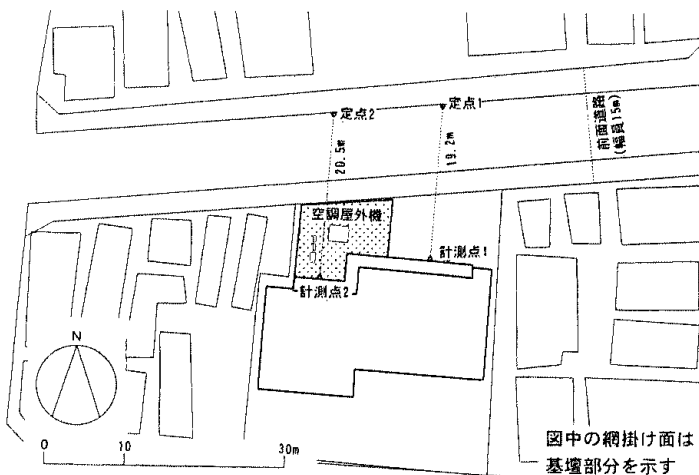 定点2
定点1
20.5m
19.2m
前面道路
(幅員15m)
空調屋外機
計測点1
計測点2
N
0
10
30m
図中の網掛け面は
基壇部分を示す